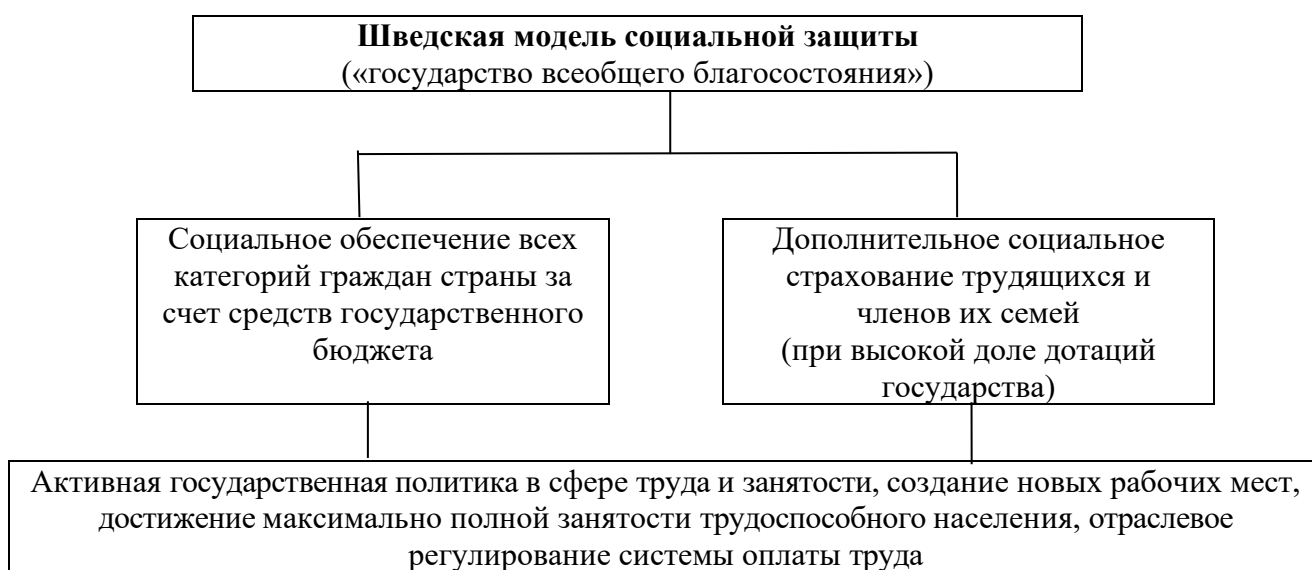 Шведская модель социальной защиты
(«государство всеобщего благосостояния»)
Социальное обеспечение всех
категорий граждан страны за
счет средств государственного
бюджета
Дополнительное социальное
страхование трудящихся и
членов их семей
(при высокой доле дотаций
государства)
Активная государственная политика в сфере труда и занятости, создание новых рабочих мест,
достижение максимально полной занятости трудоспособного населения, отраслевое
регулирование системы оплаты труда